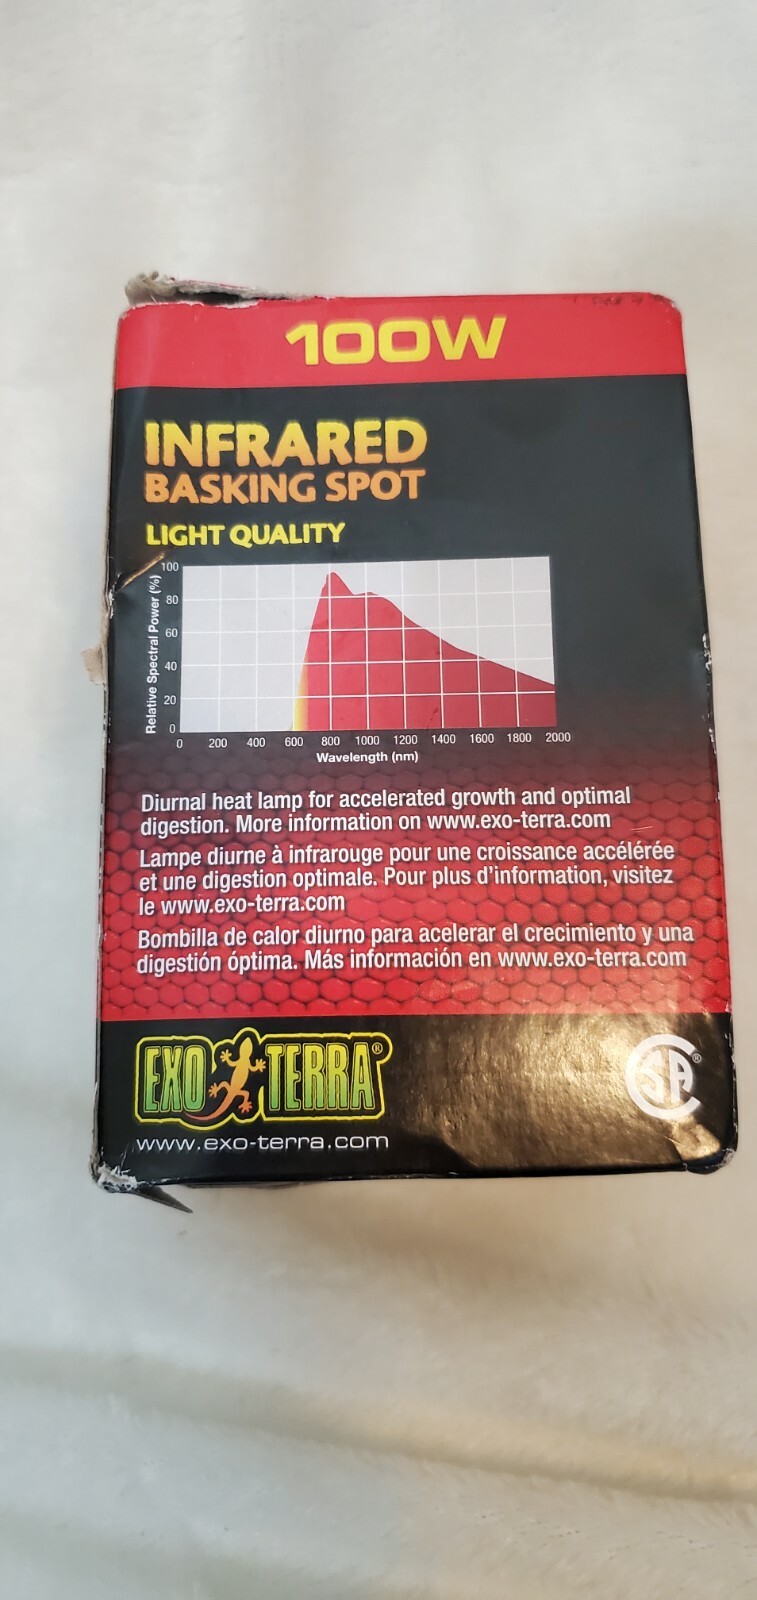 100W
INFRARED
BASKING SPOT
LIGHT QUALITY
Relative Spectral Power (%)
100
80
60
40
20
0
0 200 400 600 800 1000 1200 1400 1600 1800 2000
Wavelength (nm)
Diurnal heat lamp for accelerated growth and optimal
digestion. More information on www.exo-terra.com
Lampe diurne à infrarouge pour une croissance accélérée
et une digestion optimale. Pour plus d'information, visitez
le www.exo-terra.com
Bombilla de calor diurno para acelerar el crecimiento y una
digestión óptima. Más información en www.exo-terra.com
EXO TERRA®
www.exo-terra.com
CSA®